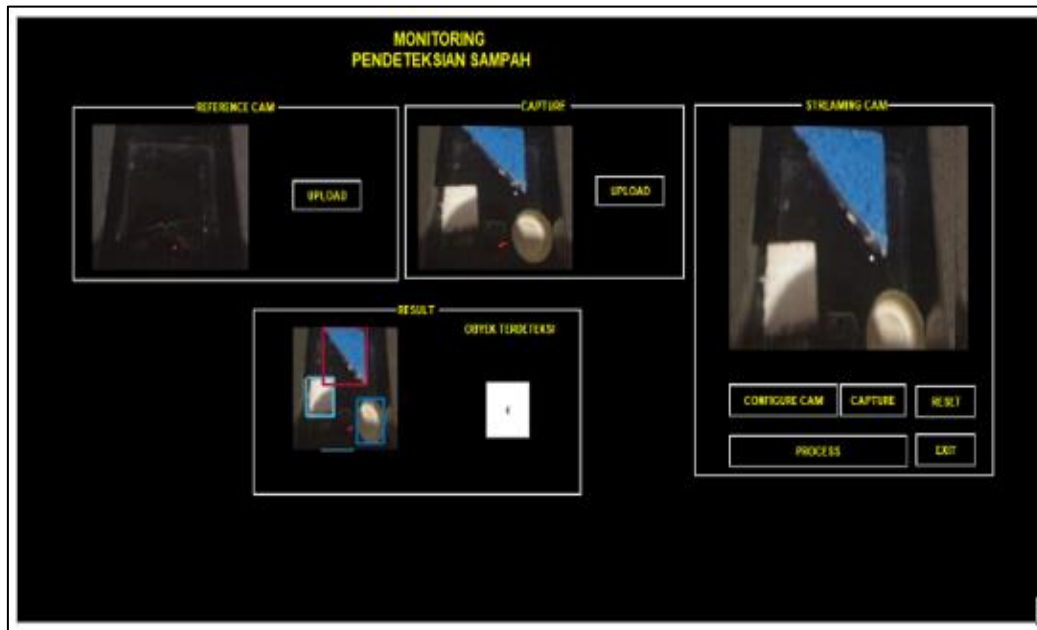 MONITORING
PENDETEKSIAN SAMPAH
REFERENCE CAM
UPLOAD
CAPTURE
UPLOAD
STREAMING CAM
CONFIGURE CAM
CAPTURE
RESET
PROCESS
EXIT
RESULT
OBYEK TERDETEKSI